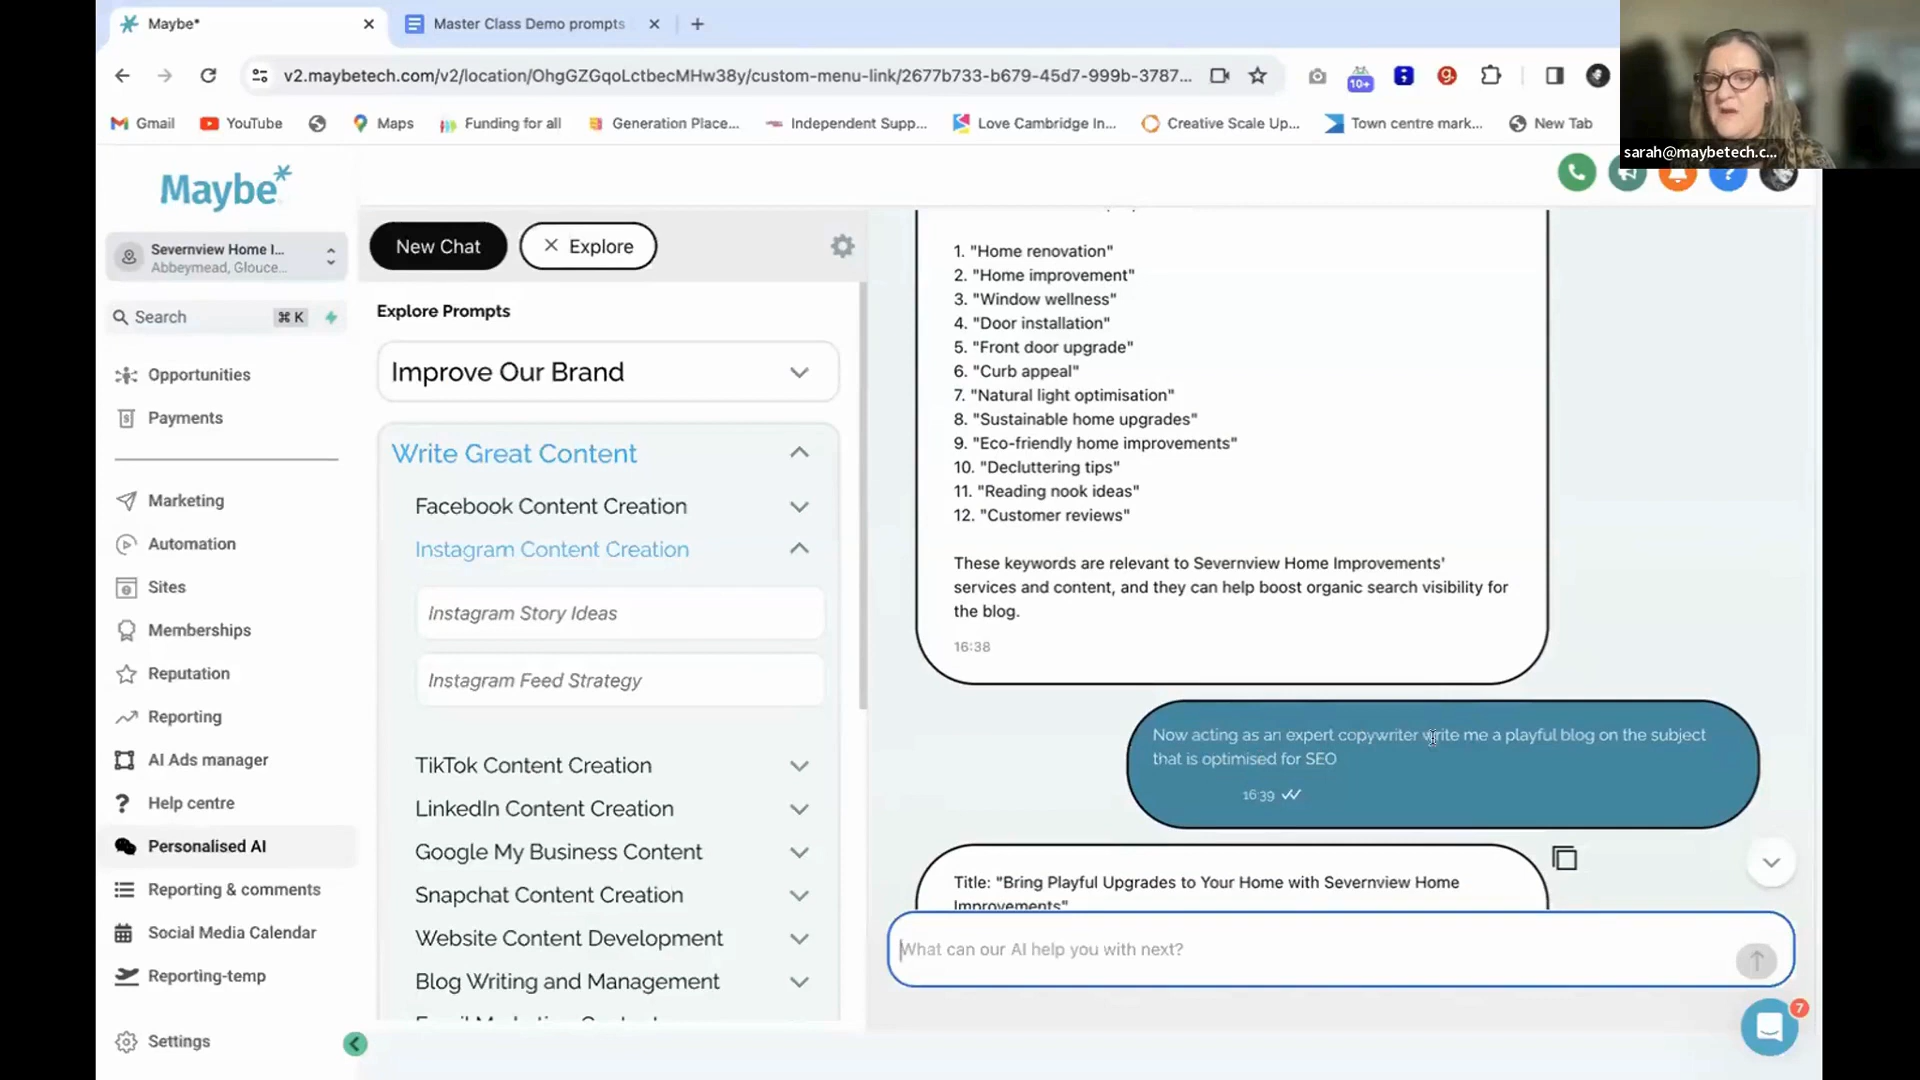 Maybe*
Master Class Demo prompts
v2.maybetech.com/v2/location/OhgGZGqoLctbecMHw38y/custom-menu-link/2677b733-b679-45d7-999b-3787...
10+
Gmail
YouTube
Maps
Funding for all
Generation Place...
Independent Supp...
Love Cambridge In...
Creative Scale Up...
Town centre mark...
New Tab
sarah@maybetech.c...
Maybe*
Severnview Home I...
Abbeymead, Glouce...
Search
⌘ K
Opportunities
Payments
Marketing
Automation
Sites
Memberships
Reputation
Reporting
AI Ads manager
Help centre
Personalised AI
Reporting & comments
Social Media Calendar
Reporting-temp
Settings
New Chat
Explore
Explore Prompts
Improve Our Brand
Write Great Content
Facebook Content Creation
Instagram Content Creation
Instagram Story Ideas
Instagram Feed Strategy
TikTok Content Creation
LinkedIn Content Creation
Google My Business Content
Snapchat Content Creation
Website Content Development
Blog Writing and Management
1. "Home renovation"
2. "Home improvement"
3. "Window wellness"
4. "Door installation"
5. "Front door upgrade"
6. "Curb appeal"
7. "Natural light optimisation"
8. "Sustainable home upgrades"
9. "Eco-friendly home improvements"
10. "Decluttering tips"
11. "Reading nook ideas"
12. "Customer reviews"
These keywords are relevant to Severnview Home Improvements'
services and content, and they can help boost organic search visibility for
the blog.
16:38
Now acting as an expert copywriter write me a playful blog on the subject
that is optimised for SEO
16:39
Title: "Bring Playful Upgrades to Your Home with Severnview Home
Improvements"
What can our AI help you with next?
7